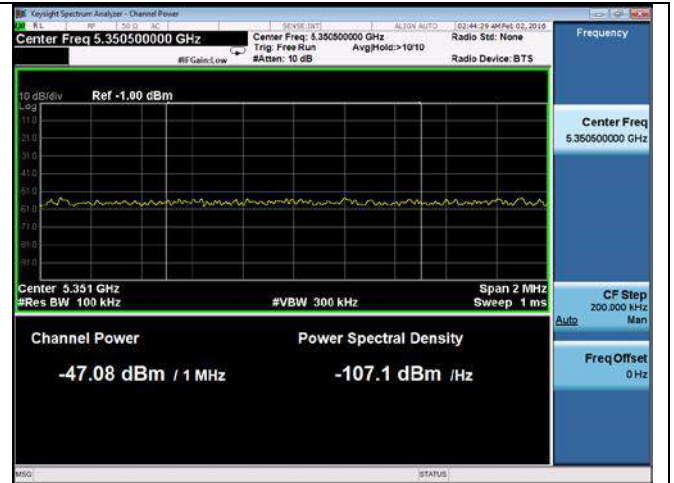 Keysight Spectrum Analyzer - Channel Power
RL RF 50 Ω AC SENSE:INT ALIGN AUTO 02:44:29 AM Feb 02, 2016
Center Freq 5.350500000 GHz
Center Freq: 5.350500000 GHz
Radio Std: None
Trig: Free Run Avg|Hold:>10/10
#IFGain:Low
#Atten: 10 dB
Radio Device: BTS
10 dB/div Ref -1.00 dBm
Log
-11.0
-21.0
-31.0
-41.0
-51.0
-61.0
-71.0
-81.0
-91.0
Center 5.351 GHz Span 2 MHz
#Res BW 100 kHz #VBW 300 kHz Sweep 1 ms
Channel Power Power Spectral Density
-47.08 dBm / 1 MHz -107.1 dBm /Hz
MSG STATUS
Frequency
Center Freq
5.350500000 GHz
CF Step
200.000 kHz
Auto Man
Freq Offset
0 Hz